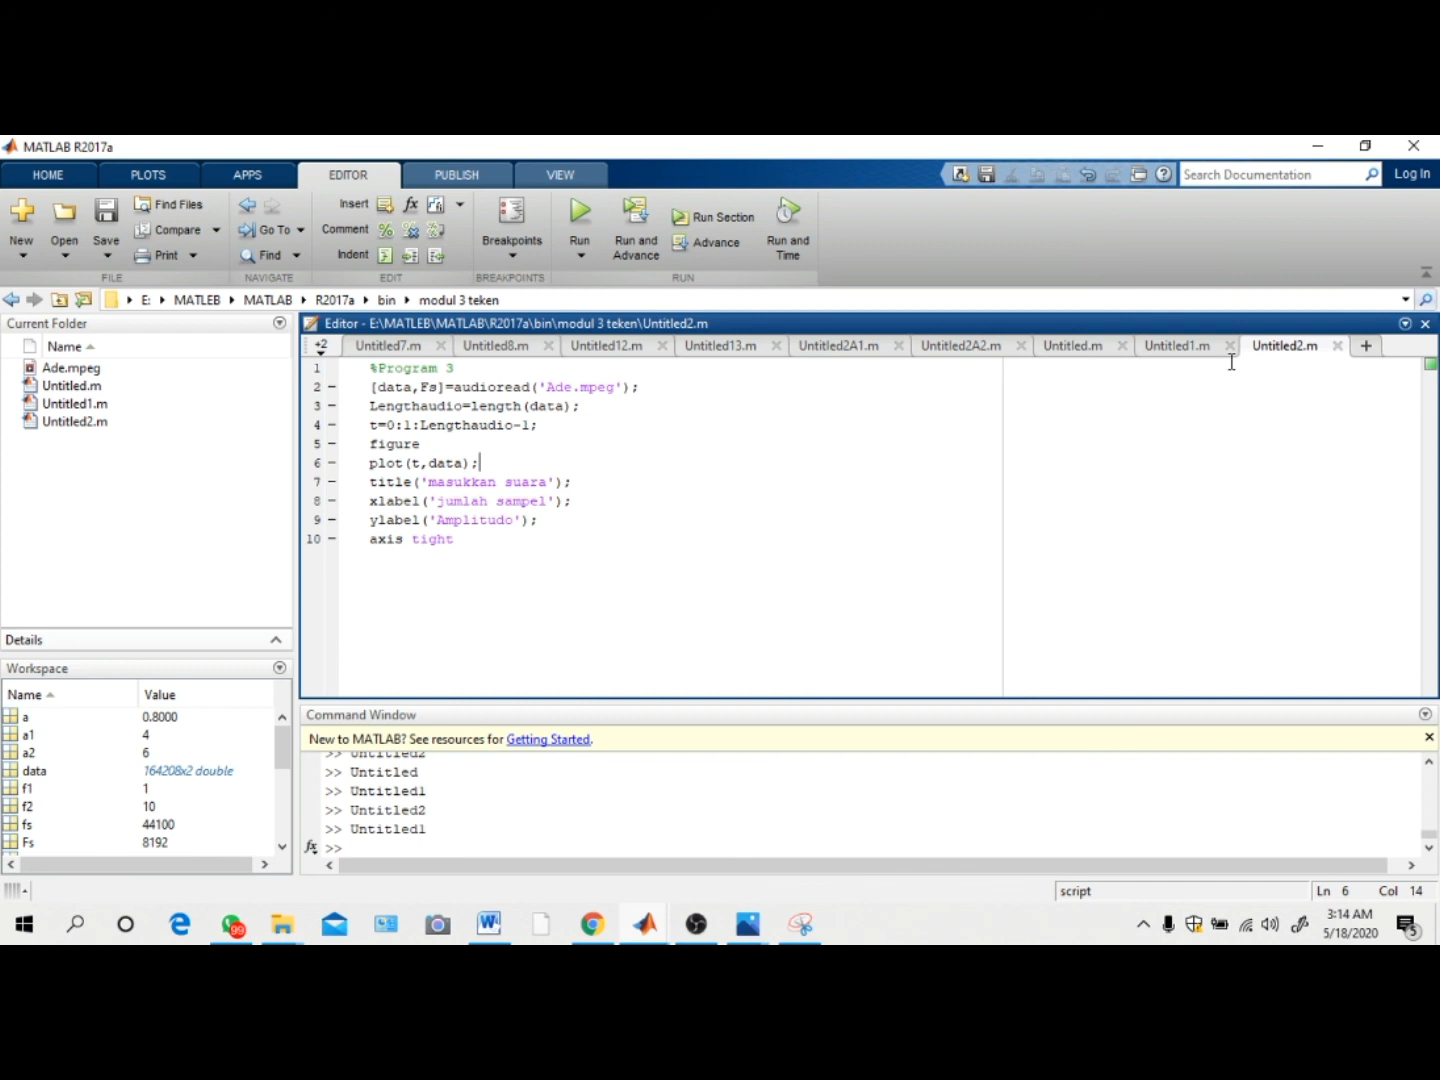 MATLAB R2017a
HOME PLOTS APPS EDITOR PUBLISH VIEW Search Documentation Log In
New Open Save Find Files Compare Print
FILE
Go To Find
NAVIGATE
Insert fx
Comment
Indent
EDIT
Breakpoints
BREAKPOINTS
Run Run and Advance Run Section Advance Run and Time
RUN
E: MATLEB MATLAB R2017a bin modul 3 teken
Current Folder
Name
Ade.mpeg
Untitled.m
Untitled1.m
Untitled2.m
Details
Workspace
Name Value
a 0.8000
a1 4
a2 6
data 164208x2 double
f1 1
f2 10
fs 44100
Fs 8192
Editor - E:\MATLEB\MATLAB\R2017a\bin\modul 3 teken\Untitled2.m
+2 Untitled7.m Untitled8.m Untitled12.m Untitled13.m Untitled2A1.m Untitled2A2.m Untitled.m Untitled1.m Untitled2.m +
1 %Program 3
2 - [data,Fs]=audioread('Ade.mpeg');
3 - Lengthaudio=length(data);
4 - t=0:1:Lengthaudio-1;
5 - figure
6 - plot(t,data);
7 - title('masukkan suara');
8 - xlabel('jumlah sampel');
9 - ylabel('Amplitudo');
10 - axis tight
Command Window
New to MATLAB? See resources for Getting Started.
>> Untitled2
>> Untitled
>> Untitled1
>> Untitled2
>> Untitled1
fx >>
script Ln 6 Col 14
99
3:14 AM
5/18/2020
5